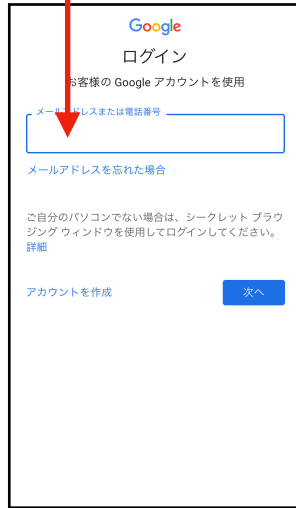 Google
ログイン
お客様の Google アカウントを使用
メールアドレスまたは電話番号
メールアドレスを忘れた場合
ご自分のパソコンでない場合は、シークレット ブラウ
ジング ウィンドウを使用してログインしてください。
詳細
アカウントを作成
次へ